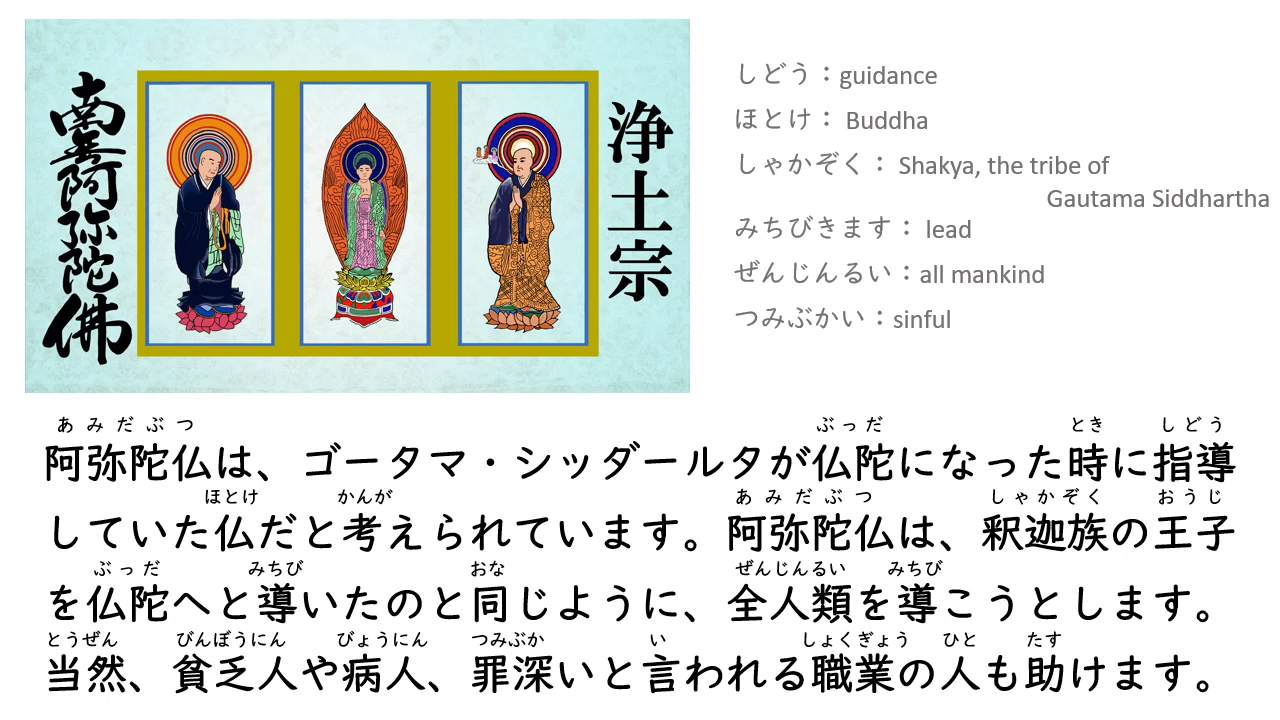 南無阿弥陀佛
浄土宗
しどう：guidance
ほとけ： Buddha
しゃかぞく： Shakya, the tribe of
Gautama Siddhartha
みちびきます： lead
ぜんじんるい：all mankind
つみぶかい：sinful
あみだぶつ ぶっだ とき しどう
阿弥陀仏は、ゴータマ・シッダールタが仏陀になった時に指導
ほとけ かんが あみだぶつ しゃかぞく おうじ
していた仏だと考えられています。阿弥陀仏は、釈迦族の王子
ぶっだ みちび おな ぜんじんるい みちび
を仏陀へと導いたのと同じように、全人類を導こうとします。
とうぜん びんぼうにん びょうにん つみぶか い しょくぎょう ひと たす
当然、貧乏人や病人、罪深いと言われる職業の人も助けます。